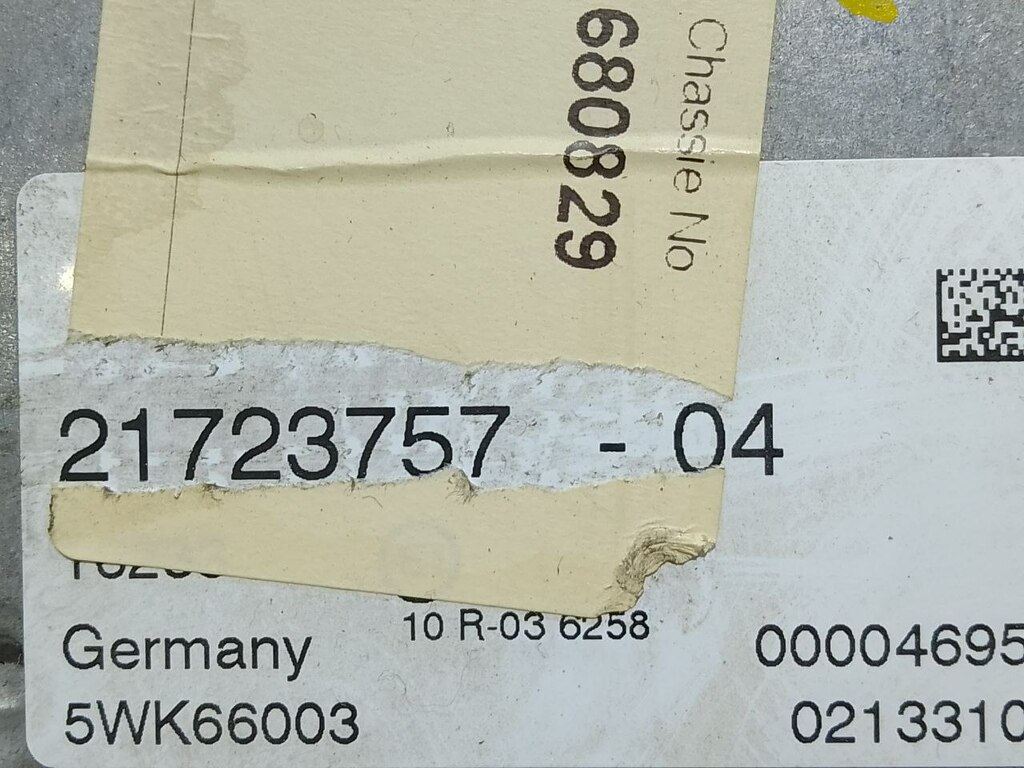 Chassie No
680829
21723757 - 04
10 R-03 6258
Germany
00004695
5WK66003
0213310